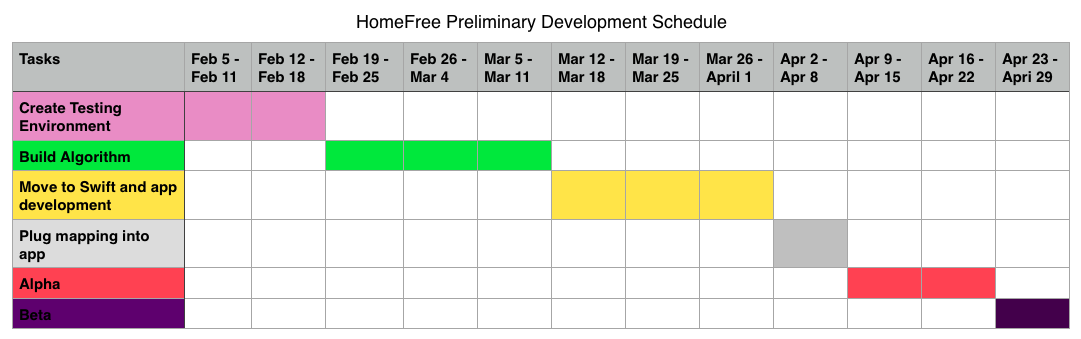 HomeFree Preliminary Development Schedule
Tasks
Feb 5 -
Feb 11
Feb 12 -
Feb 18
Feb 19 -
Feb 25
Feb 26 -
Mar 4
Mar 5 -
Mar 11
Mar 12 -
Mar 18
Mar 19 -
Mar 25
Mar 26 -
April 1
Apr 2 -
Apr 8
Apr 9 -
Apr 15
Apr 16 -
Apr 22
Apr 23 -
Apri 29
Create Testing
Environment
Build Algorithm
Move to Swift and app
development
Plug mapping into
app
Alpha
Beta